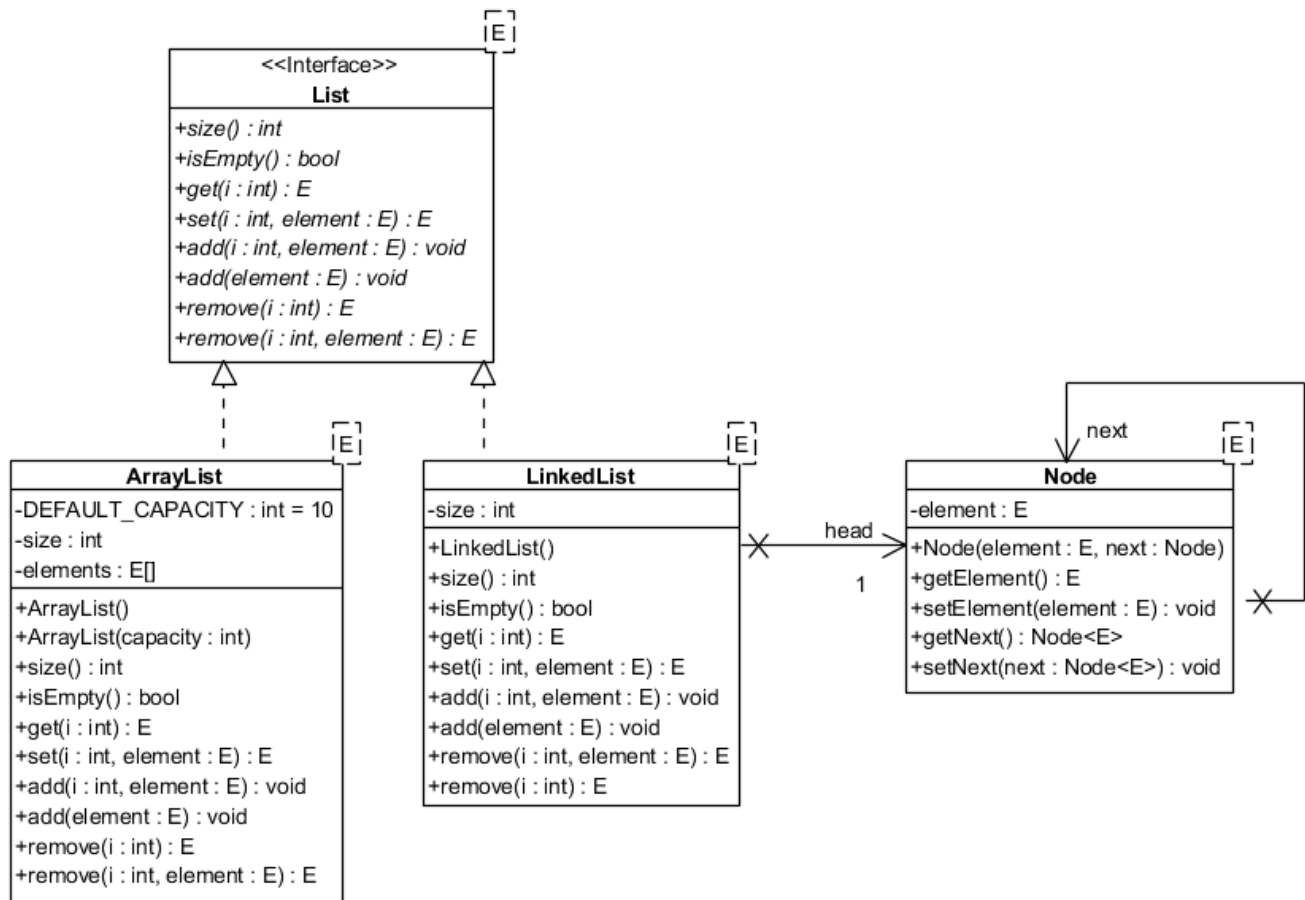 E
<<Interface>>
List
+size() : int
+isEmpty() : bool
+get(i : int) : E
+set(i : int, element : E) : E
+add(i : int, element : E) : void
+add(element : E) : void
+remove(i : int) : E
+remove(i : int, element : E) : E
E
ArrayList
-DEFAULT_CAPACITY : int = 10
-size : int
-elements : E[]
+ArrayList()
+ArrayList(capacity : int)
+size() : int
+isEmpty() : bool
+get(i : int) : E
+set(i : int, element : E) : E
+add(i : int, element : E) : void
+add(element : E) : void
+remove(i : int) : E
+remove(i : int, element : E) : E
E
LinkedList
-size : int
+LinkedList()
+size() : int
+isEmpty() : bool
+get(i : int) : E
+set(i : int, element : E) : E
+add(i : int, element : E) : void
+add(element : E) : void
+remove(i : int, element : E) : E
+remove(i : int) : E
head
1
next
E
Node
-element : E
+Node(element : E, next : Node)
+getElement() : E
+setElement(element : E) : void
+getNext() : Node<E>
+setNext(next : Node<E>) : void